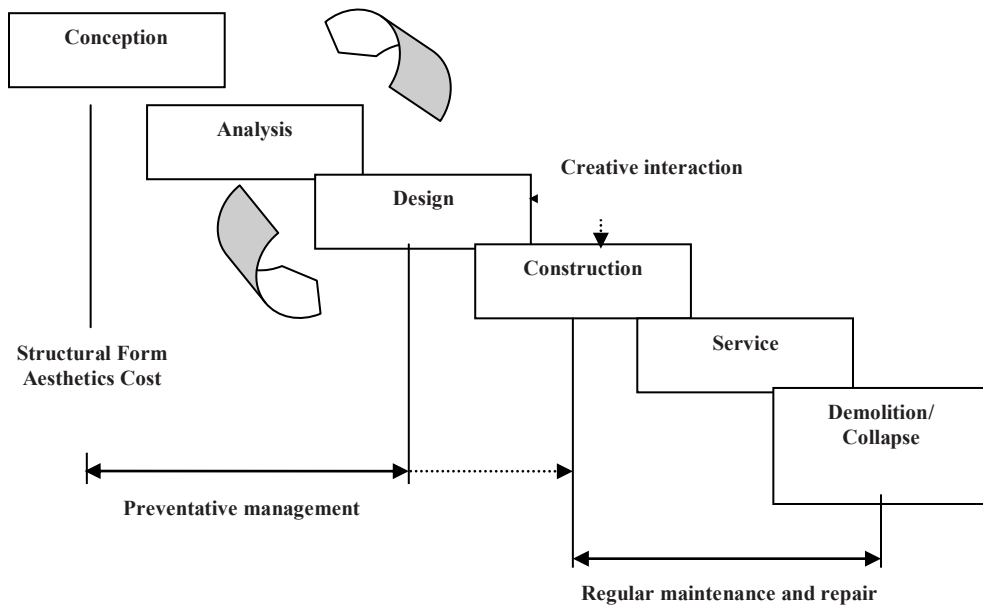 Conception
Analysis
Creative interaction
Design
Construction
Service
Structural Form
Aesthetics Cost
Demolition/
Collapse
Preventative management
Regular maintenance and repair